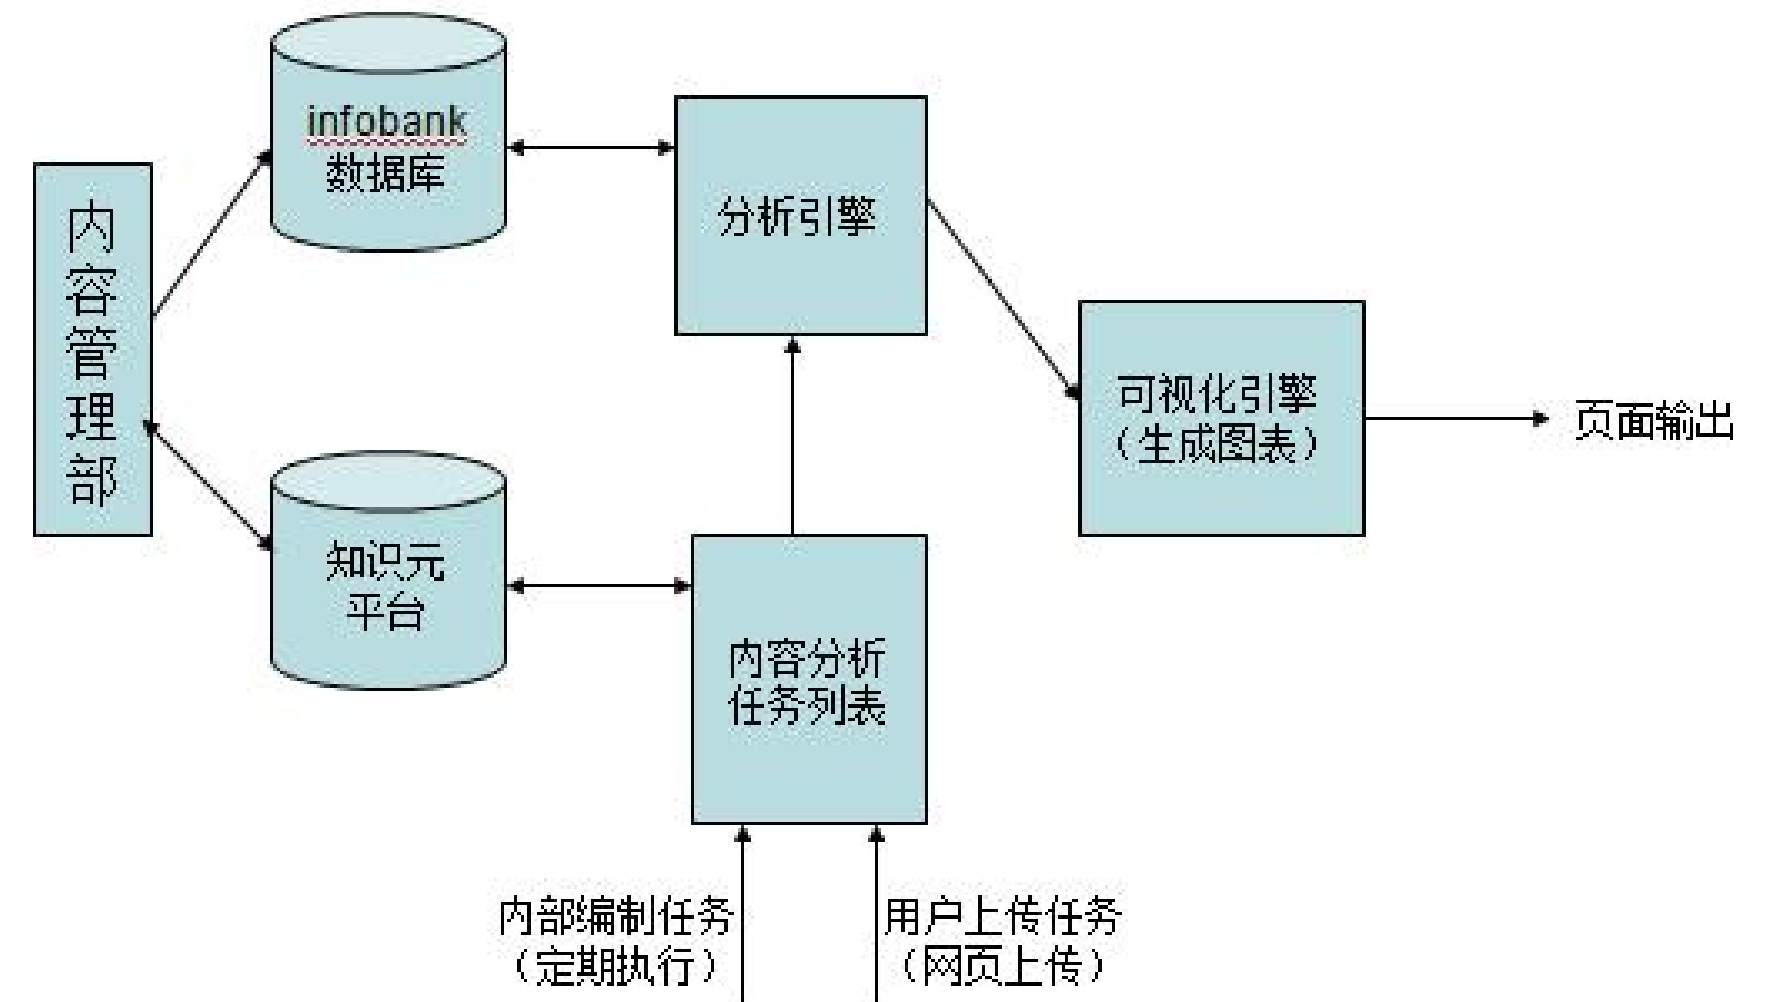 infobank
数据库
内容管理部
分析引擎
可视化引擎
（生成图表）
页面输出
知识元
平台
内容分析
任务列表
内部编制任务
（定期执行）
用户上传任务
（网页上传）